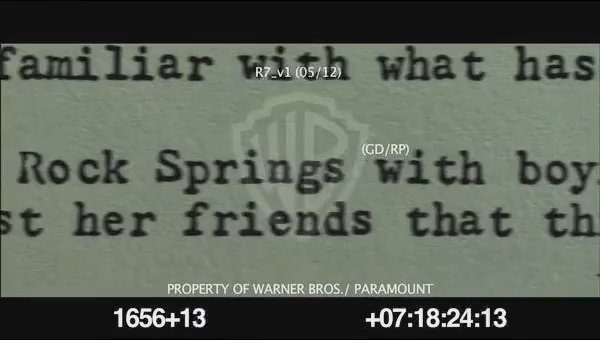 familiar with what has
R7_v1 (05/12)
WB
(GD/RP)
Rock Springs with boy
st her friends that th
PROPERTY OF WARNER BROS./ PARAMOUNT
1656+13 +07:18:24:13